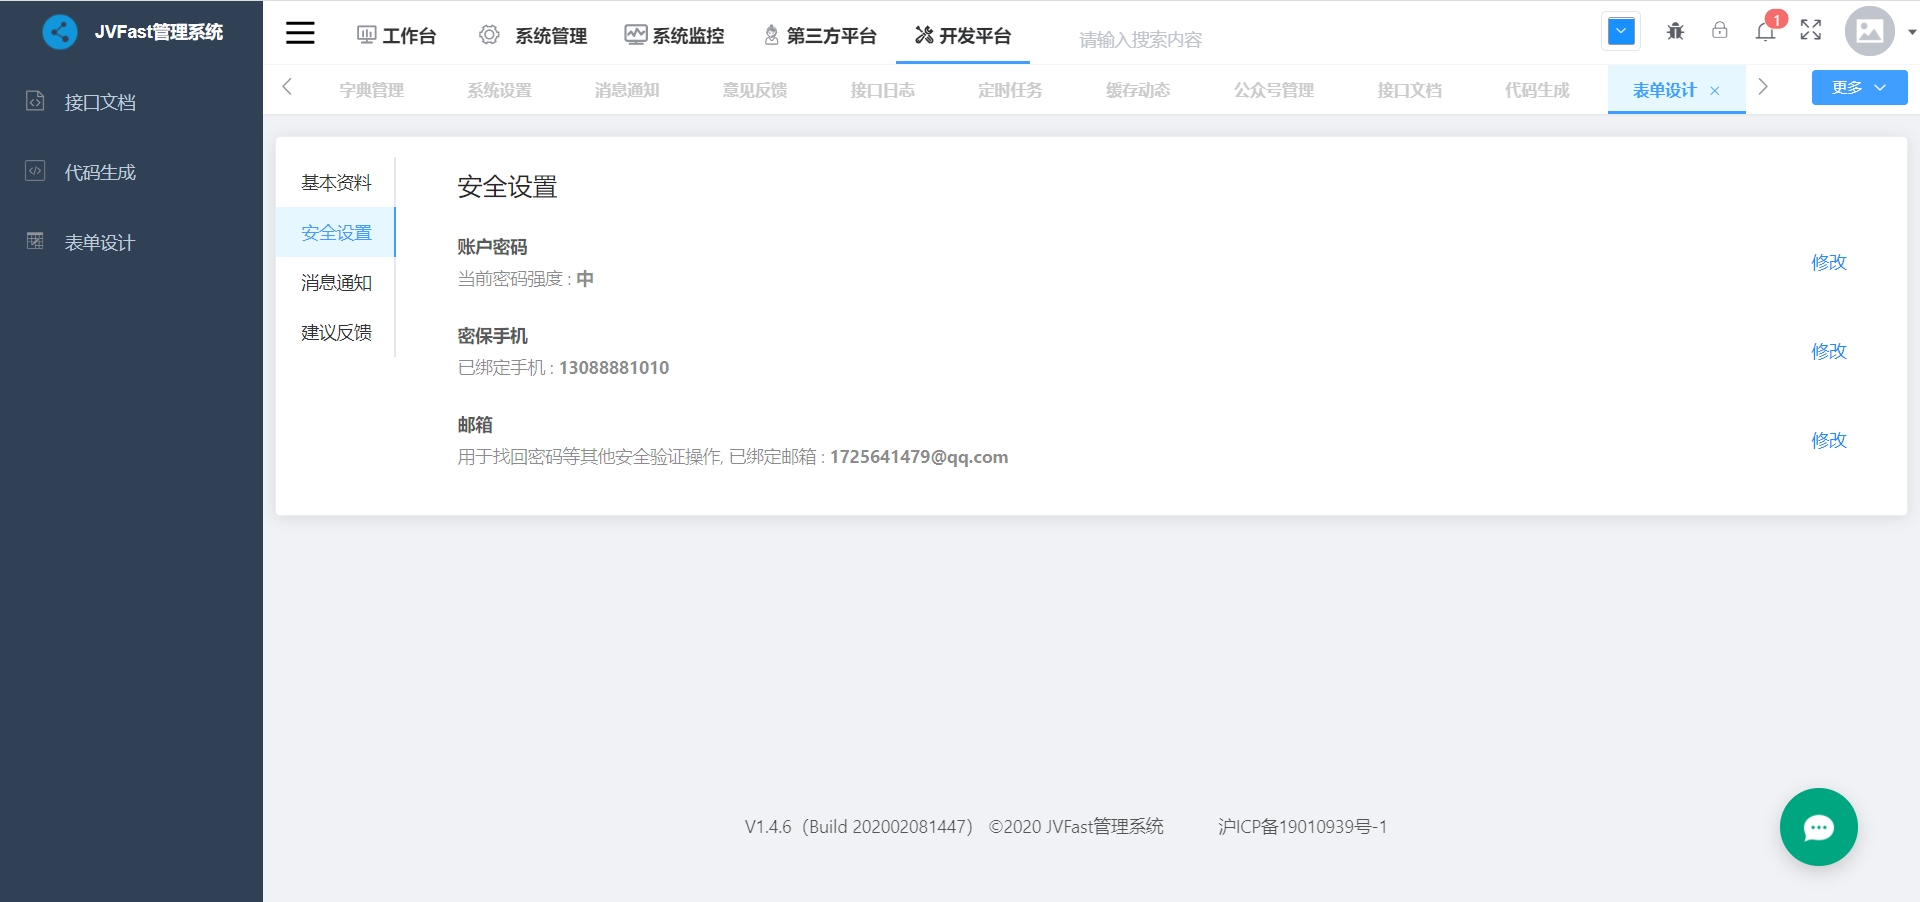 JVFast管理系统
工作台 系统管理 系统监控 第三方平台 开发平台 请输入搜索内容 1
字典管理 系统设置 消息通知 意见反馈 接口日志 定时任务 缓存动态 公众号管理 接口文档 代码生成 表单设计 更多
接口文档
代码生成
表单设计
基本资料
安全设置
消息通知
建议反馈
安全设置
账户密码
当前密码强度 : 中
修改
密保手机
已绑定手机 : 13088881010
修改
邮箱
用于找回密码等其他安全验证操作, 已绑定邮箱 : 1725641479@qq.com
修改
V1.4.6（Build 202002081447） ©2020 JVFast管理系统 沪ICP备19010939号-1